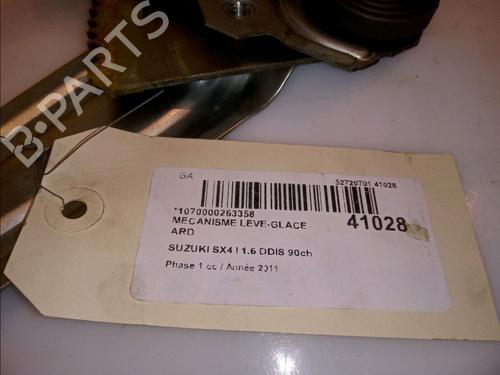 B-PARTS
GA
52720701 41028
*1070000263358
41028
MECANISME LEVE-GLACE
ARD
SUZUKI SX4 I 1.6 DDIS 90ch
Phase 1 cc / Année 2011